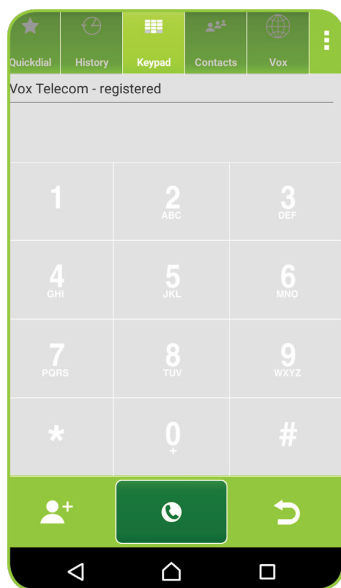 Quickdial History Keypad Contacts Vox
Vox Telecom - registered
1 2 3
ABC DEF
4 5 6
GHI JKL MNO
7 8 9
PQRS TUV WXYZ
* 0 #
+